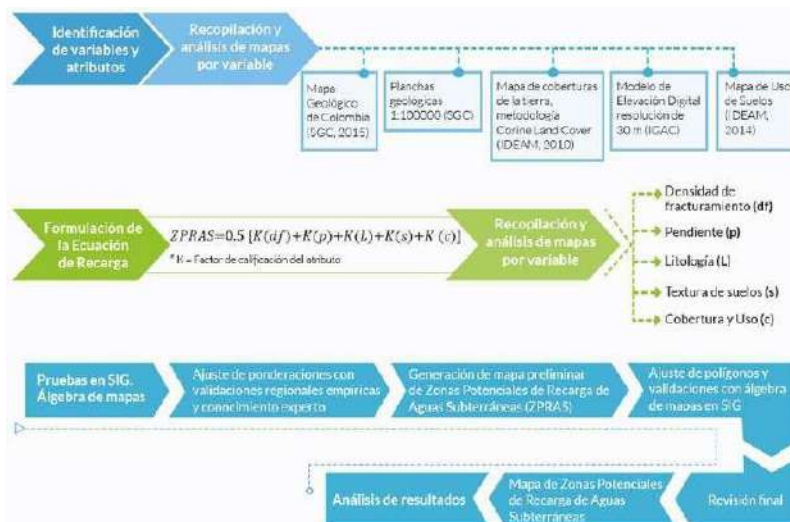 Identificación
de variables y
atributos
Recopilación y
análisis de mapas
por variable
Mapa
Geológico
de Colombia
(SGC, 2015)
Planchas
geológicas
1:100000 (SGC)
Mapa de coberturas
de la tierra,
metodología
Corine Land Cover
(IDEAM, 2010)
Modelo de
Elevación Digital
resolución de
30 m (IGAC)
Mapa de Uso
de Suelos
(IDEAM,
2014)
Formulación de
la Ecuación
de Recarga
ZPRAS=0.5 [K(df)+K(p)+K(L)+K(s)+K (c)]
* K = Factor de calificación del atributo
Recopilación y
análisis de mapas
por variable
Densidad de
fracturamiento (df)
Pendiente (p)
Litología (L)
Textura de suelos (s)
Cobertura y Uso (c)
Pruebas en SIG.
Álgebra de mapas
Ajuste de ponderaciones con
validaciones regionales empíricas
y conocimiento experto
Generación de mapa preliminar
de Zonas Potenciales de Recarga de
Aguas Subterráneas (ZPRAS)
Ajuste de polígonos y
validaciones con álgebra
de mapas en SIG
Revisión final
Mapa de Zonas Potenciales
de Recarga de Aguas
Subterráneas
Análisis de resultados